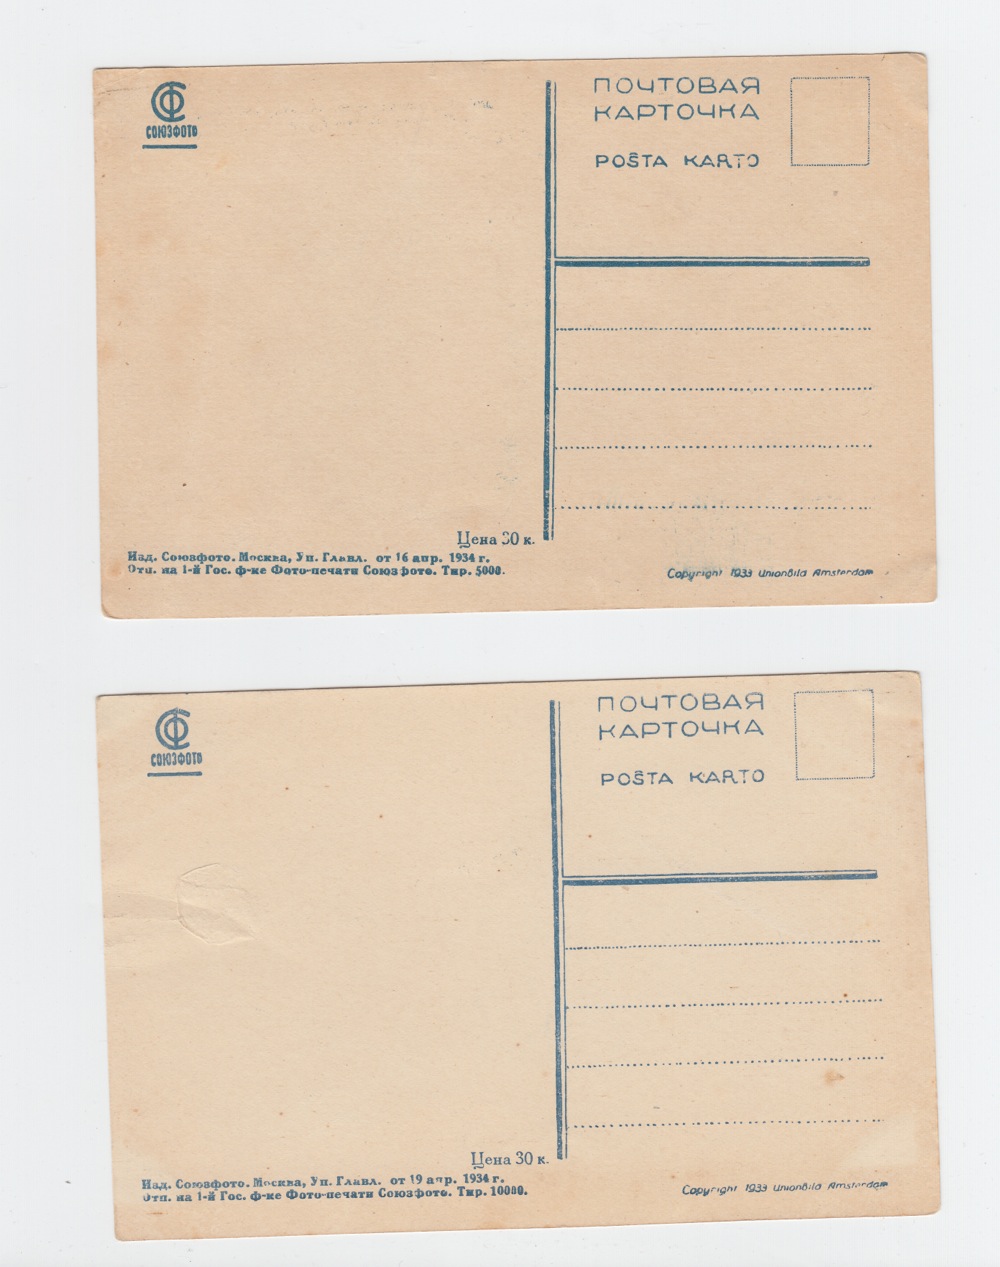 СФ
СОЮЗФОТО
ПОЧТОВАЯ
КАРТОЧКА
POŜTA KARTO
Цена 30 к.
Изд. Союзфото. Москва, Уп. Главл. от 16 апр. 1934 г.
Отп. на 1-й Гос. ф-ке Фото-печати Союзфото. Тир. 5000.
Copyright 1933 Unionbild Amsterdam
СФ
СОЮЗФОТО
ПОЧТОВАЯ
КАРТОЧКА
POŜTA KARTO
Цена 30 к.
Изд. Союзфото. Москва, Уп. Главл. от 19 апр. 1934 г.
Отп. на 1-й Гос. ф-ке Фото-печати Союзфото. Тир. 10000.
Copyright 1933 Unionbild Amsterdam